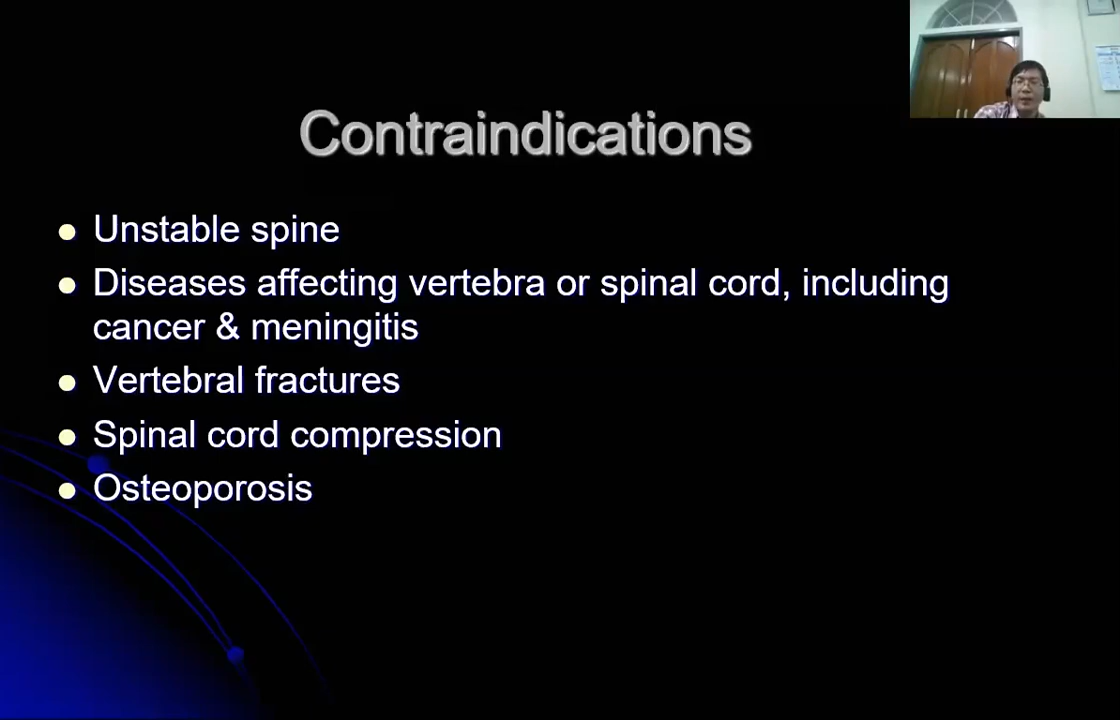 Contraindications
Unstable spine
Diseases affecting vertebra or spinal cord, including
cancer & meningitis
Vertebral fractures
Spinal cord compression
Osteoporosis